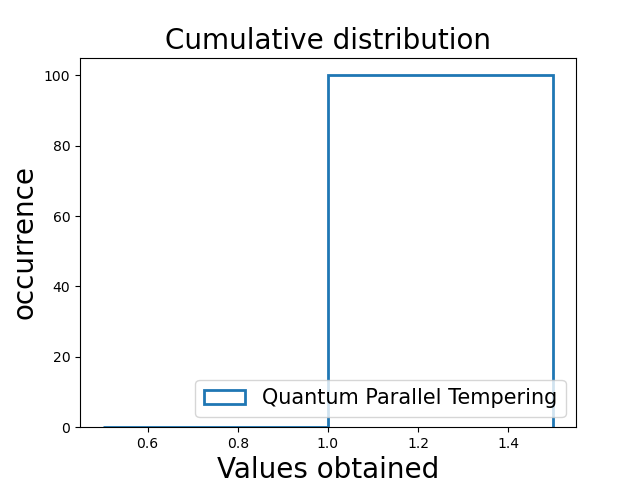 Cumulative distribution
occurrence
100
80
60
40
20
0
Quantum Parallel Tempering
0.6 0.8 1.0 1.2 1.4
Values obtained